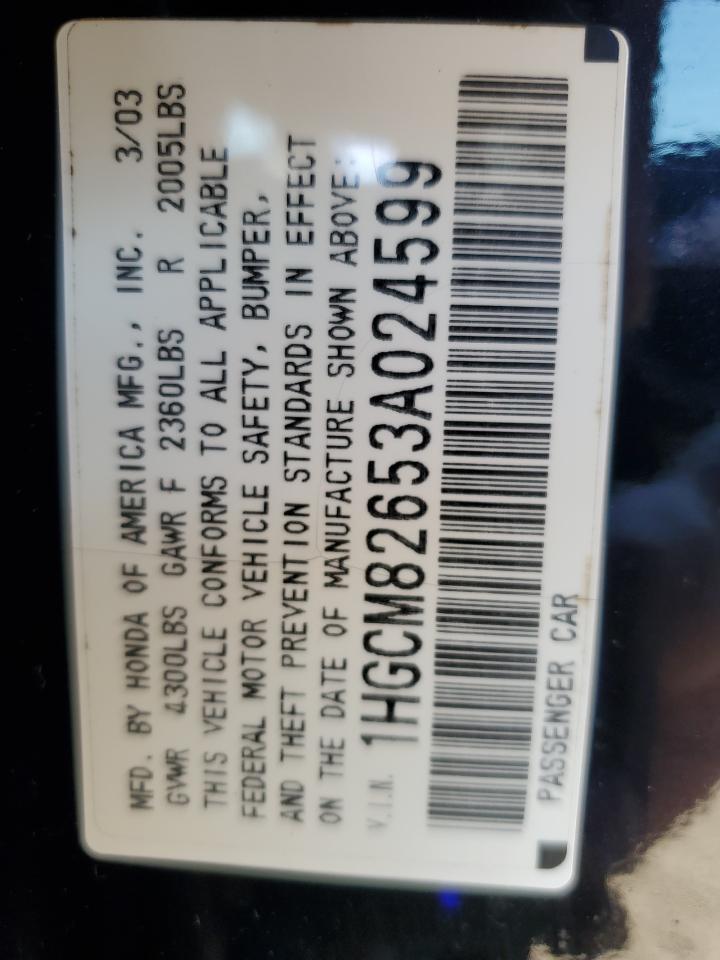 MFD. BY HONDA OF AMERICA MFG., INC. 3/03
GVWR 4300LBS GAWR F 2360LBS R 2005LBS
THIS VEHICLE CONFORMS TO ALL APPLICABLE
FEDERAL MOTOR VEHICLE SAFETY, BUMPER,
AND THEFT PREVENTION STANDARDS IN EFFECT
ON THE DATE OF MANUFACTURE SHOWN ABOVE.
V.I.N. 1HGCM82653A024599
PASSENGER CAR